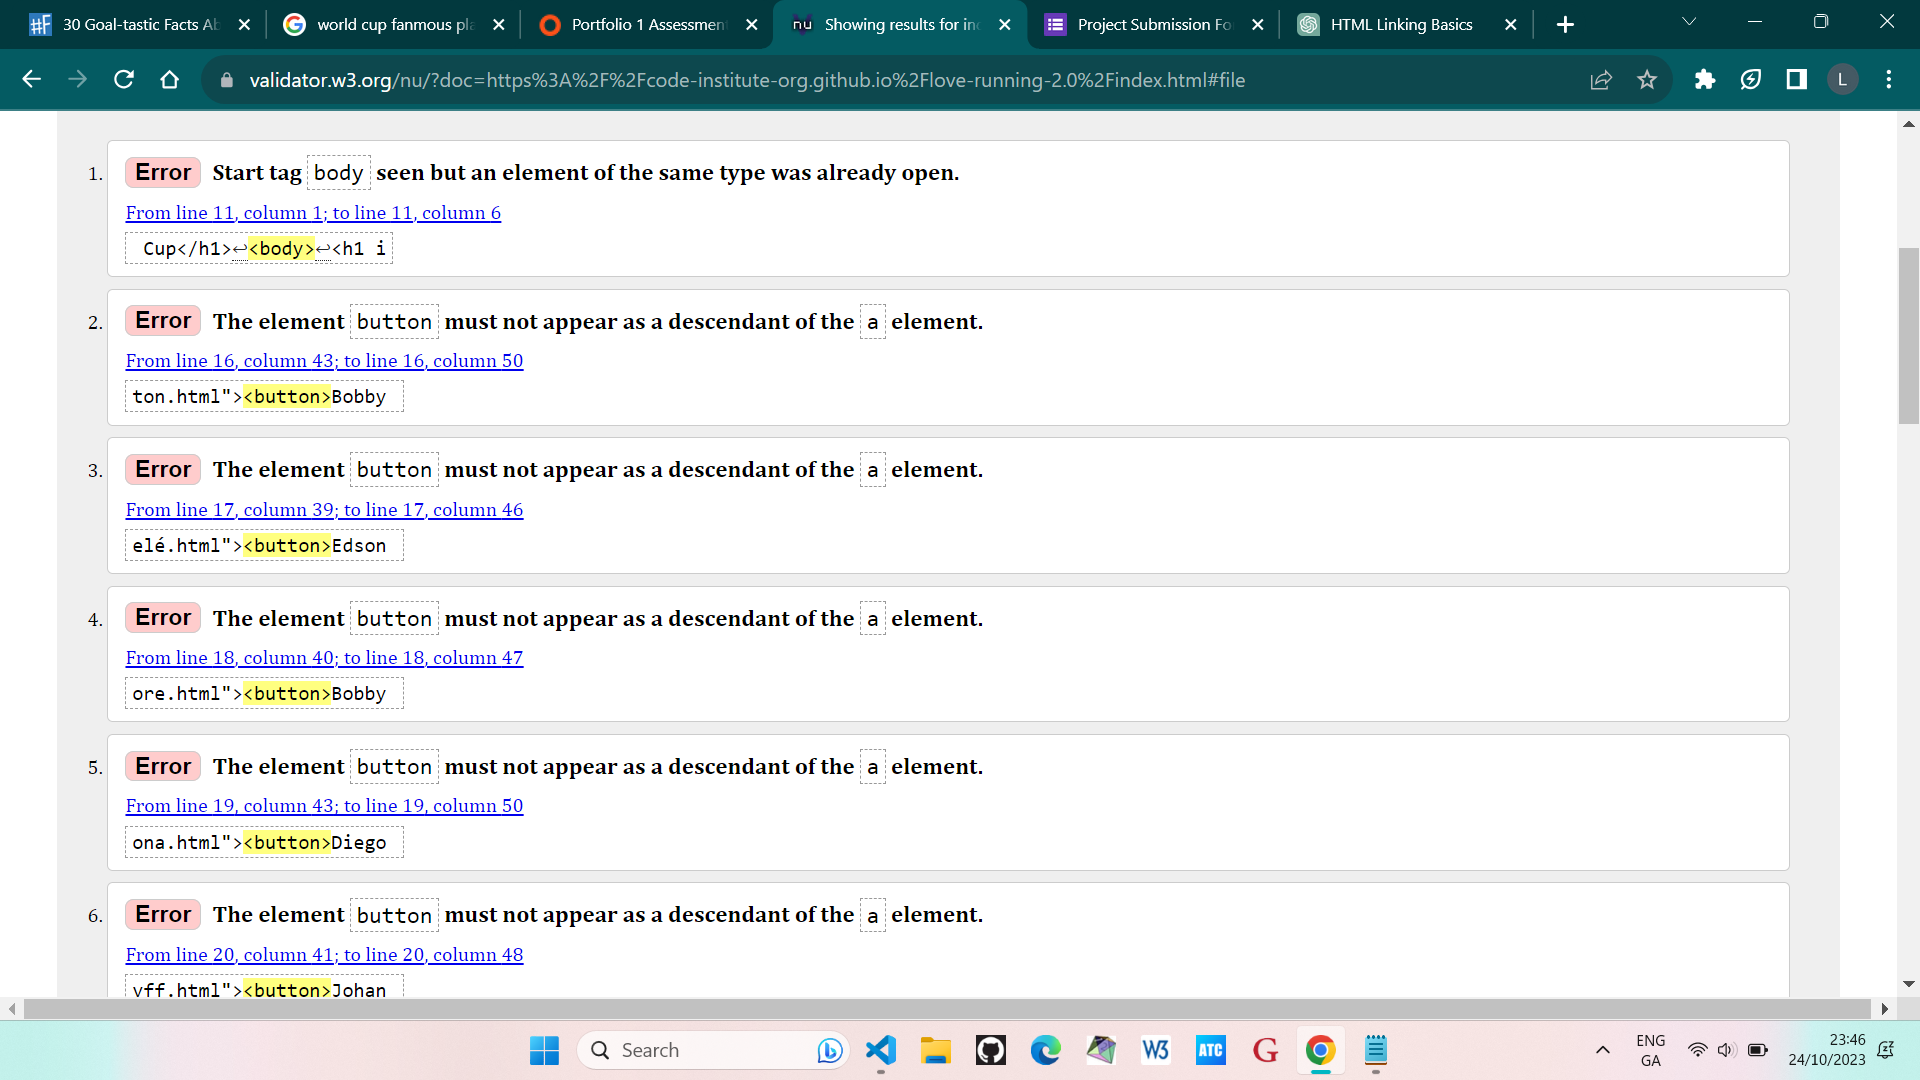 30 Goal-tastic Facts Ab
world cup fanmous pla
Portfolio 1 Assessmen
Showing results for in
Project Submission Fo
HTML Linking Basics
validator.w3.org/nu/?doc=https%3A%2F%2Fcode-institute-org.github.io%2Flove-running-2.0%2Findex.html#file
L
1. Error Start tag body seen but an element of the same type was already open.
From line 11, column 1; to line 11, column 6
Cup</h1>↩<body>↩<h1 i
2. Error The element button must not appear as a descendant of the a element.
From line 16, column 43; to line 16, column 50
ton.html"><button>Bobby
3. Error The element button must not appear as a descendant of the a element.
From line 17, column 39; to line 17, column 46
elé.html"><button>Edson
4. Error The element button must not appear as a descendant of the a element.
From line 18, column 40; to line 18, column 47
ore.html"><button>Bobby
5. Error The element button must not appear as a descendant of the a element.
From line 19, column 43; to line 19, column 50
ona.html"><button>Diego
6. Error The element button must not appear as a descendant of the a element.
From line 20, column 41; to line 20, column 48
yff.html"><button>Johan
Search
W3
ATC
G
ENG
GA
23:46
24/10/2023